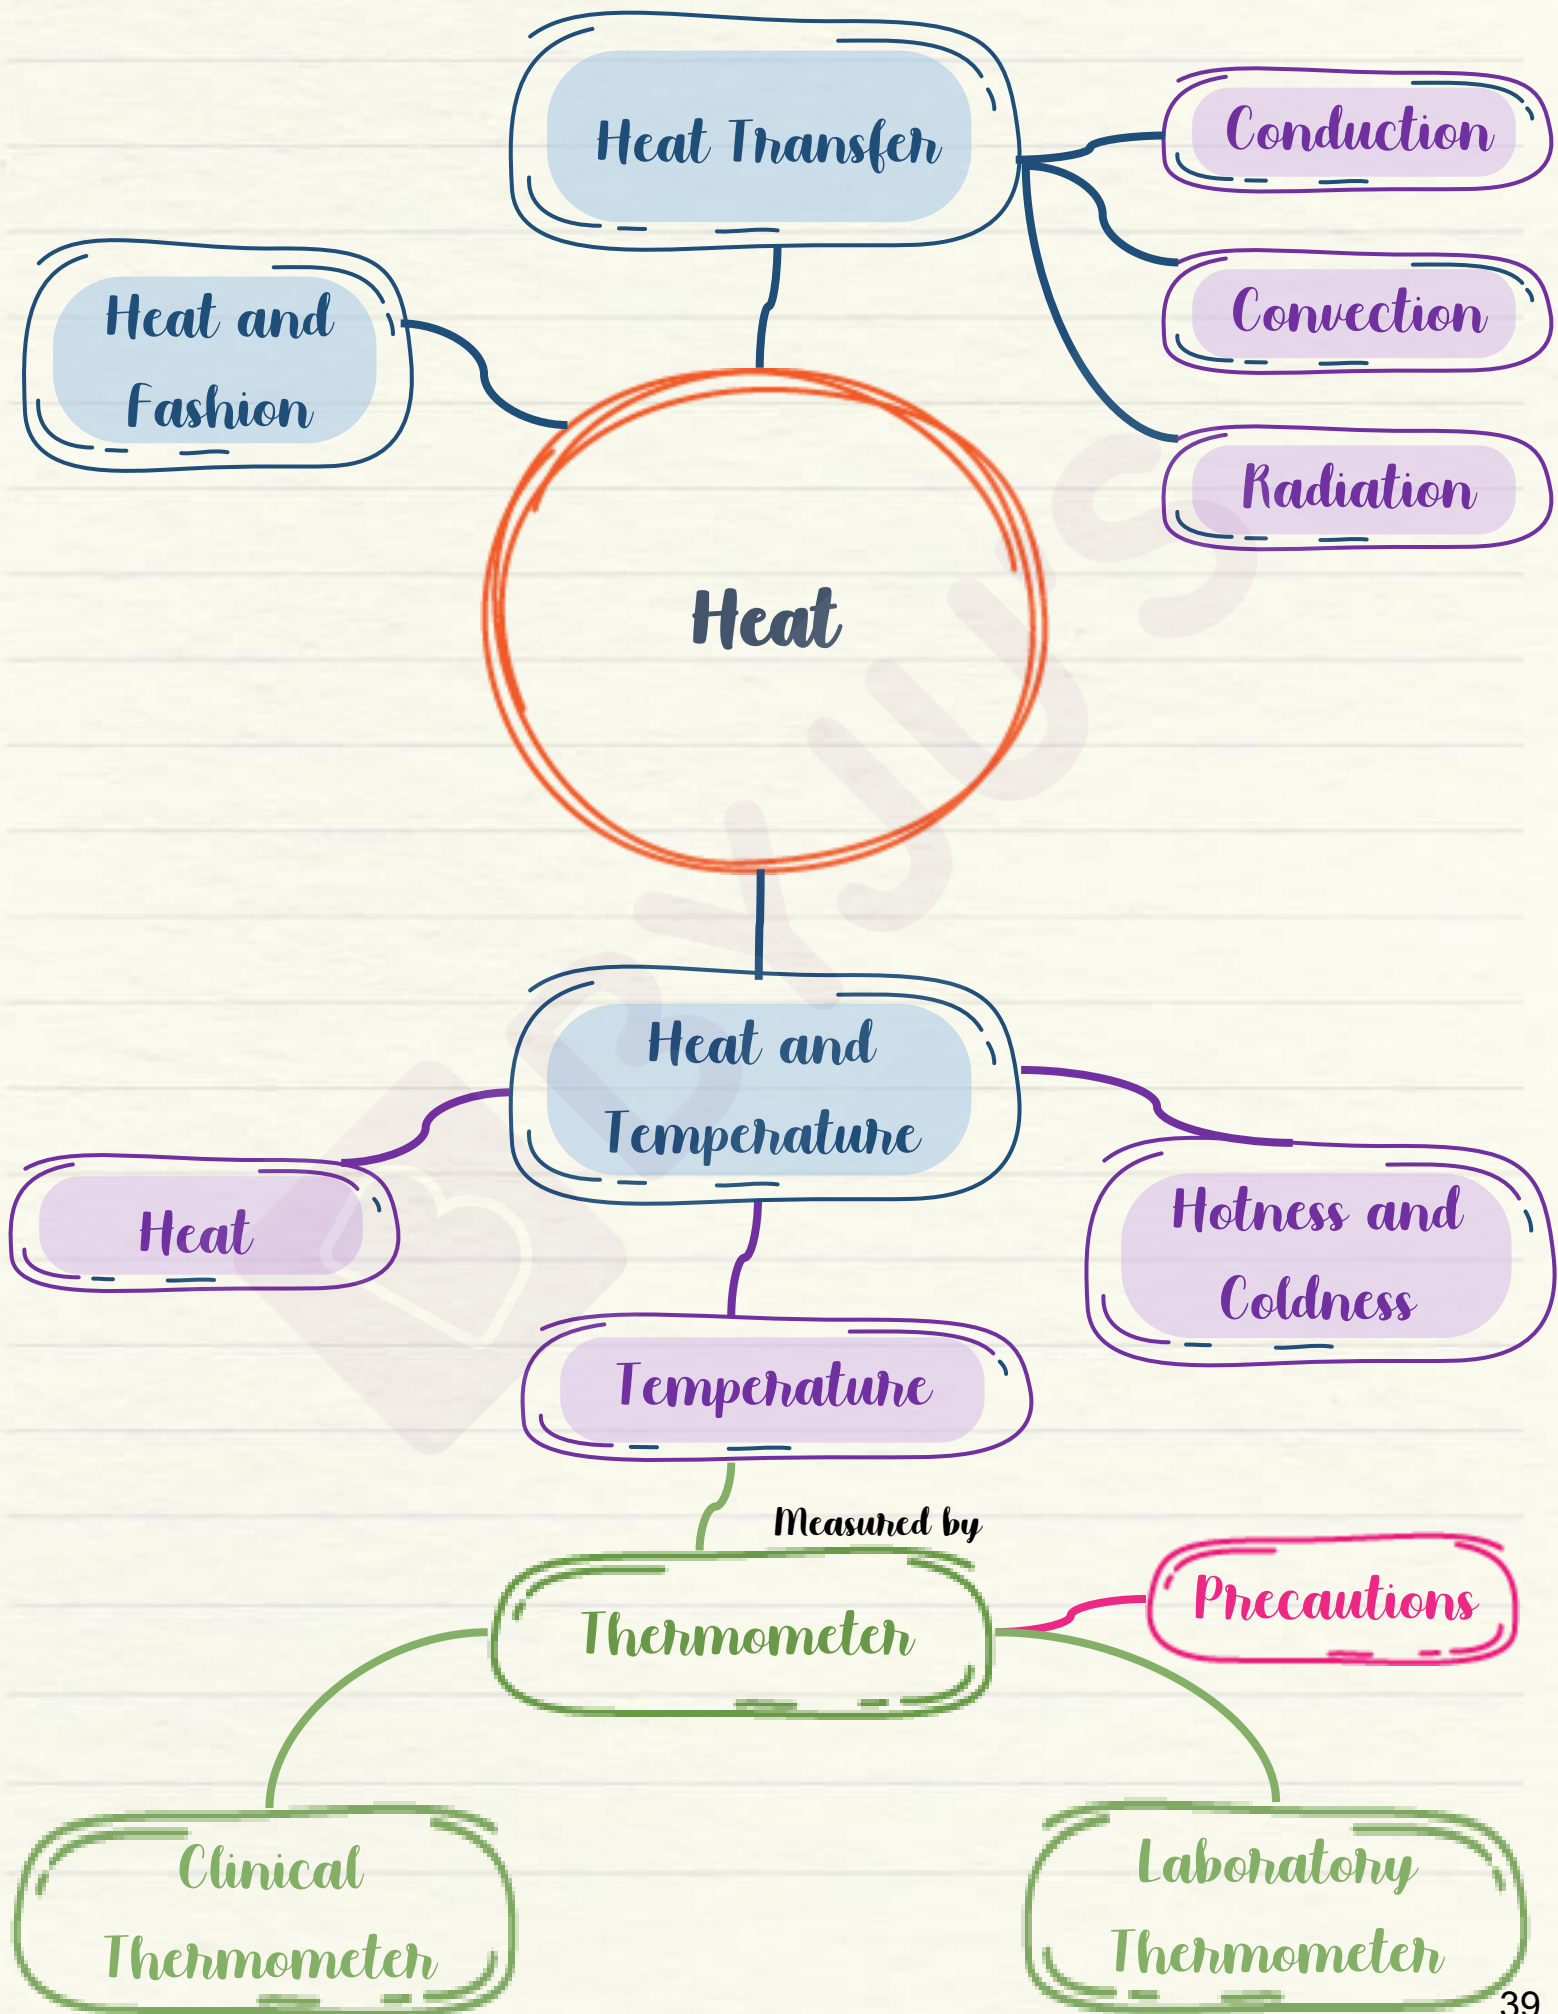 Heat Transfer
Conduction
Convection
Radiation
Heat and
Fashion
Heat
BYJU'S
Heat and
Temperature
Heat
Hotness and
Coldness
Temperature
Measured by
Thermometer
Precautions
Clinical
Thermometer
Laboratory
Thermometer
39